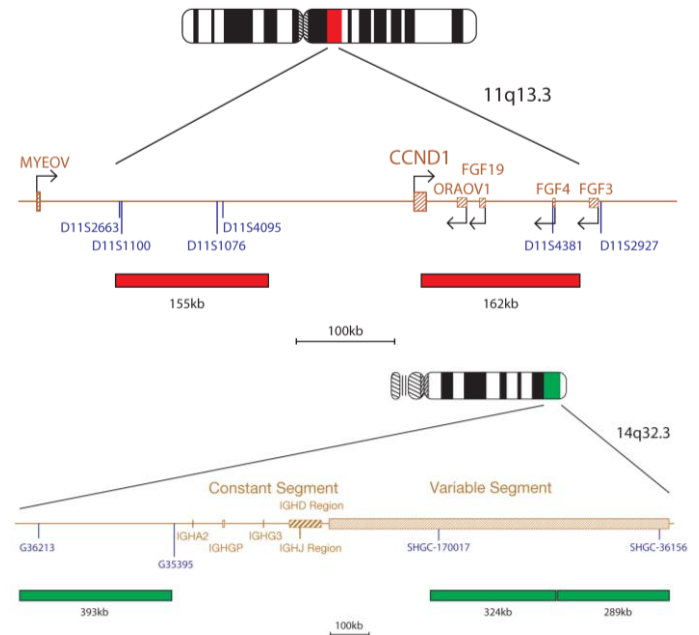 11q13.3
MYEOV
CCND1
FGF19
ORAOV1
FGF4
FGF3
D11S2663
D11S4095
D11S1100
D11S1076
D11S4381
D11S2927
155kb
162kb
100kb
14q32.3
Constant Segment
Variable Segment
IGHD Region
IGHA2
IGHG3
IGHGP
IGHJ Region
G36213
G35395
SHGC-170017
SHGC-36156
393kb
324kb
289kb
100kb